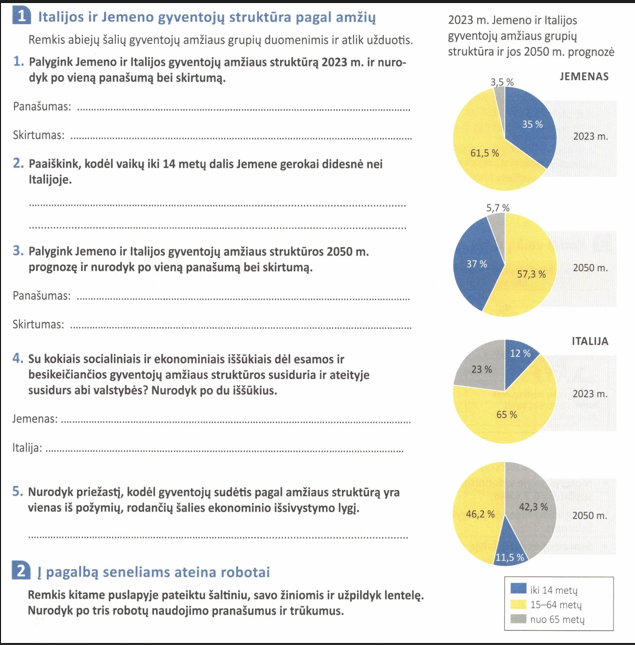 1 Italijos ir Jemeno gyventojų struktūra pagal amžių
Remkis abiejų šalių gyventojų amžiaus grupių duomenimis ir atlik užduotis.
1. Palygink Jemeno ir Italijos gyventojų amžiaus struktūrą 2023 m. ir nuro-
dyk po vieną panašumą bei skirtumą.
Panašumas:
Skirtumas:
2. Paaiškink, kodėl vaikų iki 14 metų dalis Jemene gerokai didesnė nei
Italijoje.
3. Palygink Jemeno ir Italijos gyventojų amžiaus struktūros 2050 m.
prognozę ir nurodyk po vieną panašumą bei skirtumą.
Panašumas:
Skirtumas:
4. Su kokiais socialiniais ir ekonominiais iššūkiais dėl esamos ir
besikeičiančios gyventojų amžiaus struktūros susiduria ir ateityje
susidurs abi valstybės? Nurodyk po du iššūkius.
Jemenas:
Italija:
5. Nurodyk priežastį, kodėl gyventojų sudėtis pagal amžiaus struktūrą yra
vienas iš požymių, rodančių šalies ekonominio išsivystymo lygį.
2 Į pagalbą seneliams ateina robotai
Remkis kitame puslapyje pateiktu šaltiniu, savo žiniomis ir užpildyk lentelę.
Nurodyk po tris robotų naudojimo pranašumus ir trūkumus.
2023 m. Jemeno ir Italijos
gyventojų amžiaus grupių
struktūra ir jos 2050 m. prognozė
JEMENAS
3,5 %
35 %
61,5 %
2023 m.
5,7 %
37 %
57,3 %
2050 m.
ITALIJA
12 %
23 %
65 %
2023 m.
46,2 %
42,3 %
11,5 %
2050 m.
iki 14 metų
15–64 metų
nuo 65 metų